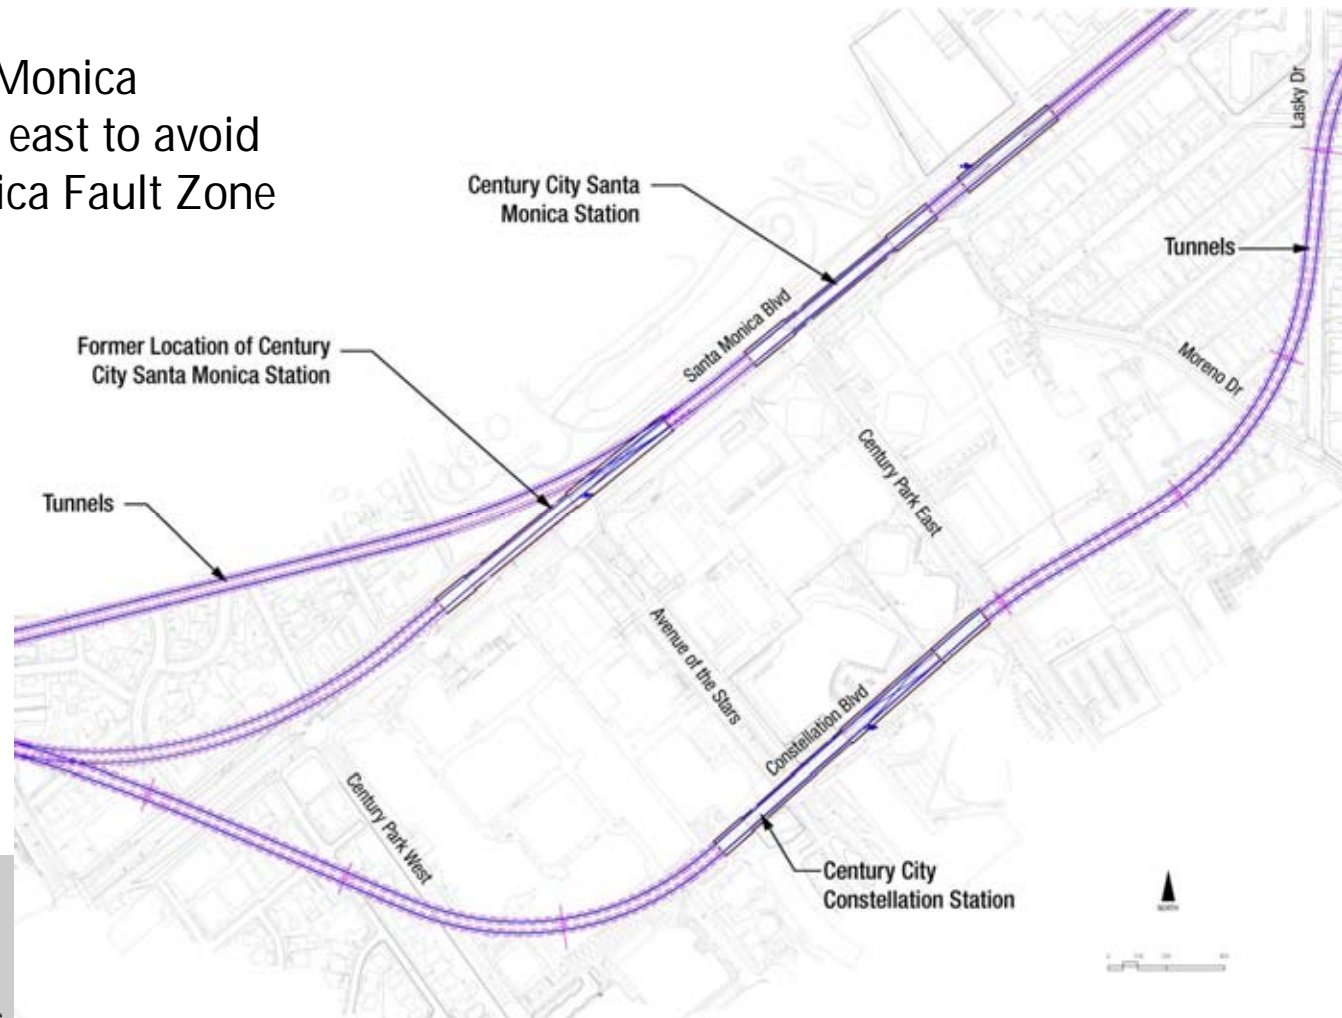 Monica
east to avoid
ica Fault Zone
Century City Santa
Monica Station
Lasky Dr
Tunnels
Santa Monica Blvd
Former Location of Century
City Santa Monica Station
Moreno Dr
Century Park East
Tunnels
Avenue of the Stars
Constellation Blvd
Century Park West
Century City
Constellation Station
NORTH